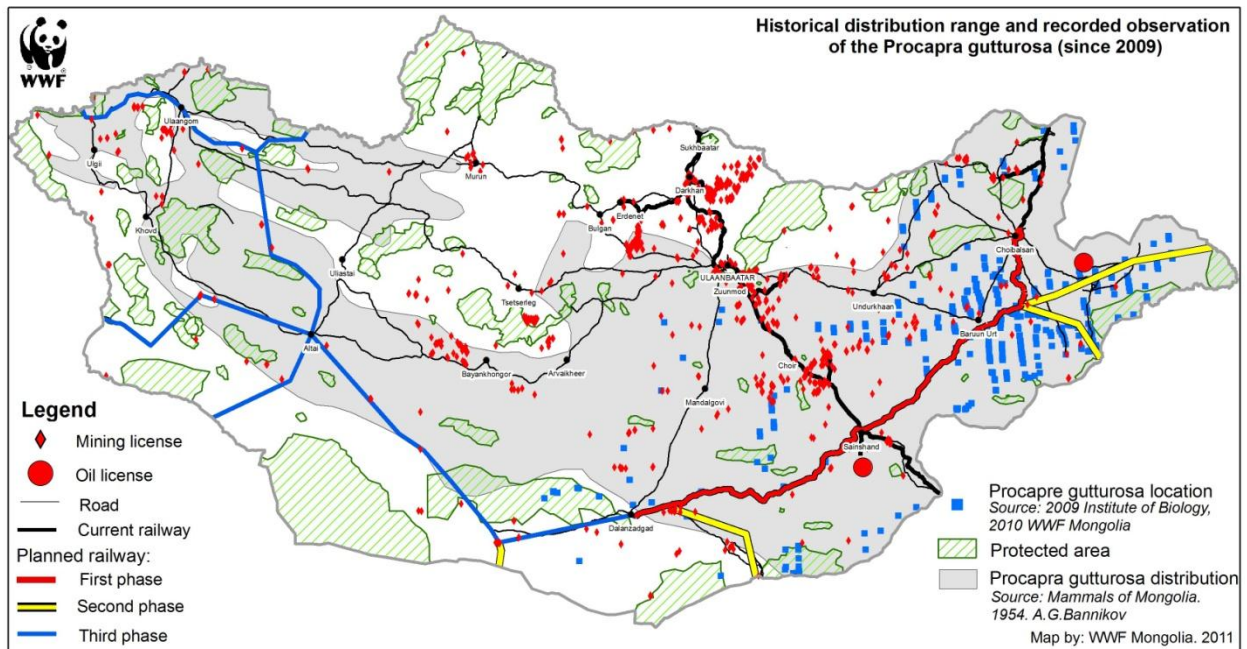 Historical distribution range and recorded observation
of the Procapra gutturosa (since 2009)
WWF
Ulaangom
Ulgii
Khovd
Murun
Sukhbaatar
Darkhan
Erdenet
Bulgan
Uliastai
Tsetserleg
ULAANBAATAR
Zuunmod
Undurkhaan
Choibalsan
Baruun Urt
Altai
Bayankhongor
Arvaikheer
Choir
Mandalgovi
Sainshand
Dalanzadgad
Legend
Mining license
Oil license
Road
Current railway
Planned railway:
First phase
Second phase
Third phase
Procapre gutturosa location
Source: 2009 Institute of Biology,
2010 WWF Mongolia
Protected area
Procapra gutturosa distribution
Source: Mammals of Mongolia.
1954. A.G.Bannikov
Map by: WWF Mongolia. 2011